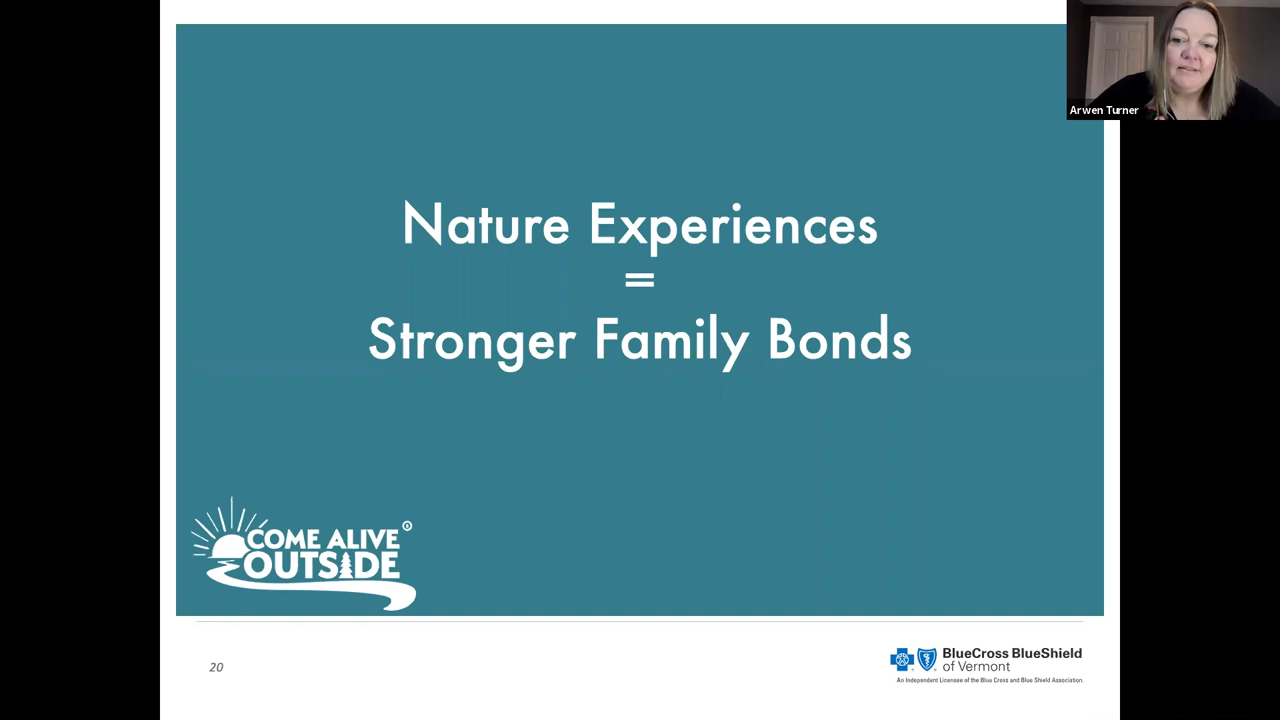 Arwen Turner
Nature Experiences
=
Stronger Family Bonds
COME ALIVE ®
OUTSIDE
20
BlueCross BlueShield
of Vermont
An Independent Licensee of the Blue Cross and Blue Shield Association.